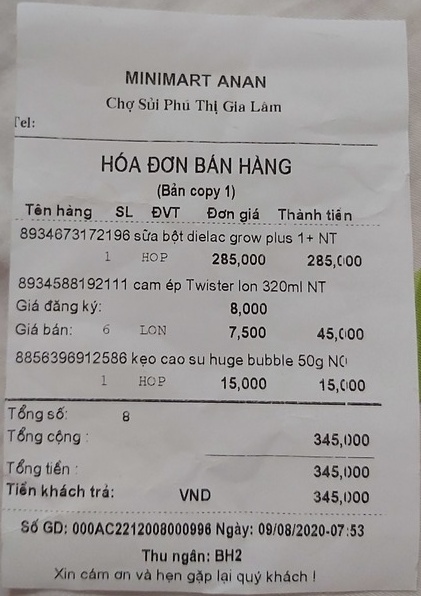 MINIMART ANAN
Chợ Sủi Phú Thị Gia Lâm
Tel:
HÓA ĐƠN BÁN HÀNG
(Bản copy 1)
Tên hàng SL ĐVT Đơn giá Thành tiền
8934673172196 sữa bột dielac grow plus 1+ NT
1 HOP 285,000 285,000
8934588192111 cam ép Twister lon 320ml NT
Giá đăng ký: 8,000
Giá bán: 6 LON 7,500 45,000
8856396912586 kẹo cao su huge bubble 50g
1 HOP 15,000 15,000
Tổng số: 8
Tổng cộng : 345,000
Tổng tiền : 345,000
Tiền khách trả: VND 345,000
Số GD: 000AC2212008000996 Ngày: 09/08/2020-07:53
Thu ngân: BH2
Xin cám ơn và hẹn gặp lại quý khách !